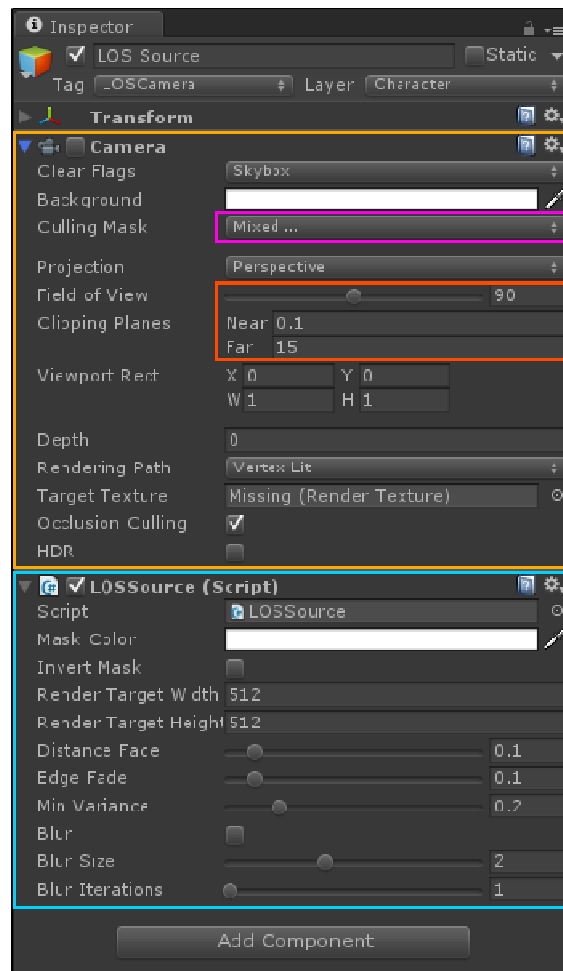 Inspector
LOS Source Static
Tag LOSCamera Layer Character
Transform
Camera
Clear Flags Skybox
Background
Culling Mask Mixed ...
Projection Perspective
Field of View 90
Clipping Planes Near 0.1
Far 15
Viewport Rect X 0 Y 0
W 1 H 1
Depth 0
Rendering Path Vertex Lit
Target Texture Missing (Render Texture)
Occlusion Culling
HDR
LOSSource (Script)
Script LOSSource
Mask Color
Invert Mask
Render Target Width 512
Render Target Height 512
Distance Face 0.1
Edge Fade 0.1
Min Variance 0.2
Blur
Blur Size 2
Blur Iterations 1
Add Component